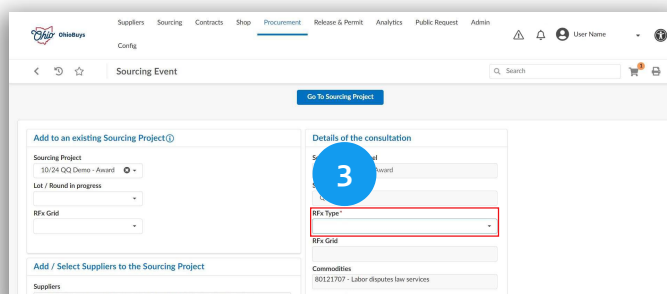 Suppliers Sourcing Contracts Shop Procurement Release & Permit Analytics Public Request Admin
Ohio OhioBuys
User Name
Config
Sourcing Event
Search
1
Go To Sourcing Project
Add to an existing Sourcing Project
Sourcing Project
10/24 QQ Demo - Award
Lot / Round in progress
RFx Grid
Add / Select Suppliers to the Sourcing Project
Suppliers
Details of the consultation
Award
3
RFx Type*
RFx Grid
Commodities
80121707 - Labor disputes law services